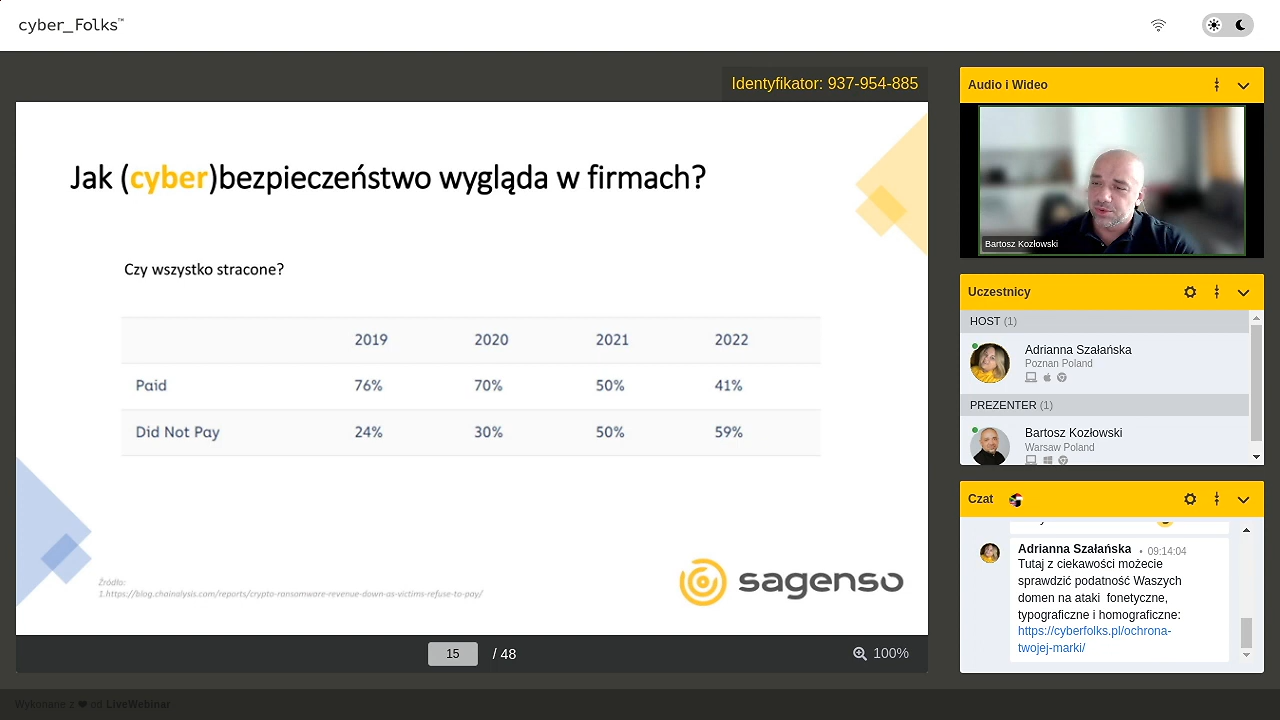 cyber_Folks™
Identyfikator: 937-954-885
Jak (cyber)bezpieczeństwo wygląda w firmach?
Czy wszystko stracone?
2019 2020 2021 2022
Paid 76% 70% 50% 41%
Did Not Pay 24% 30% 50% 59%
Źródło:
1.https://blog.chainalysis.com/reports/crypto-ransomware-revenue-down-as-victims-refuse-to-pay/
sagenso
15 / 48
100%
Audio i Wideo
Bartosz Kozłowski
Uczestnicy
HOST (1)
Adrianna Szałańska
Poznan Poland
PREZENTER (1)
Bartosz Kozłowski
Warsaw Poland
Czat
Adrianna Szałańska • 09:14:04
Tutaj z ciekawości możecie
sprawdzić podatność Waszych
domen na ataki fonetyczne,
typograficzne i homograficzne:
https://cyberfolks.pl/ochrona-
twojej-marki/
Wykonane z ❤ od LiveWebinar